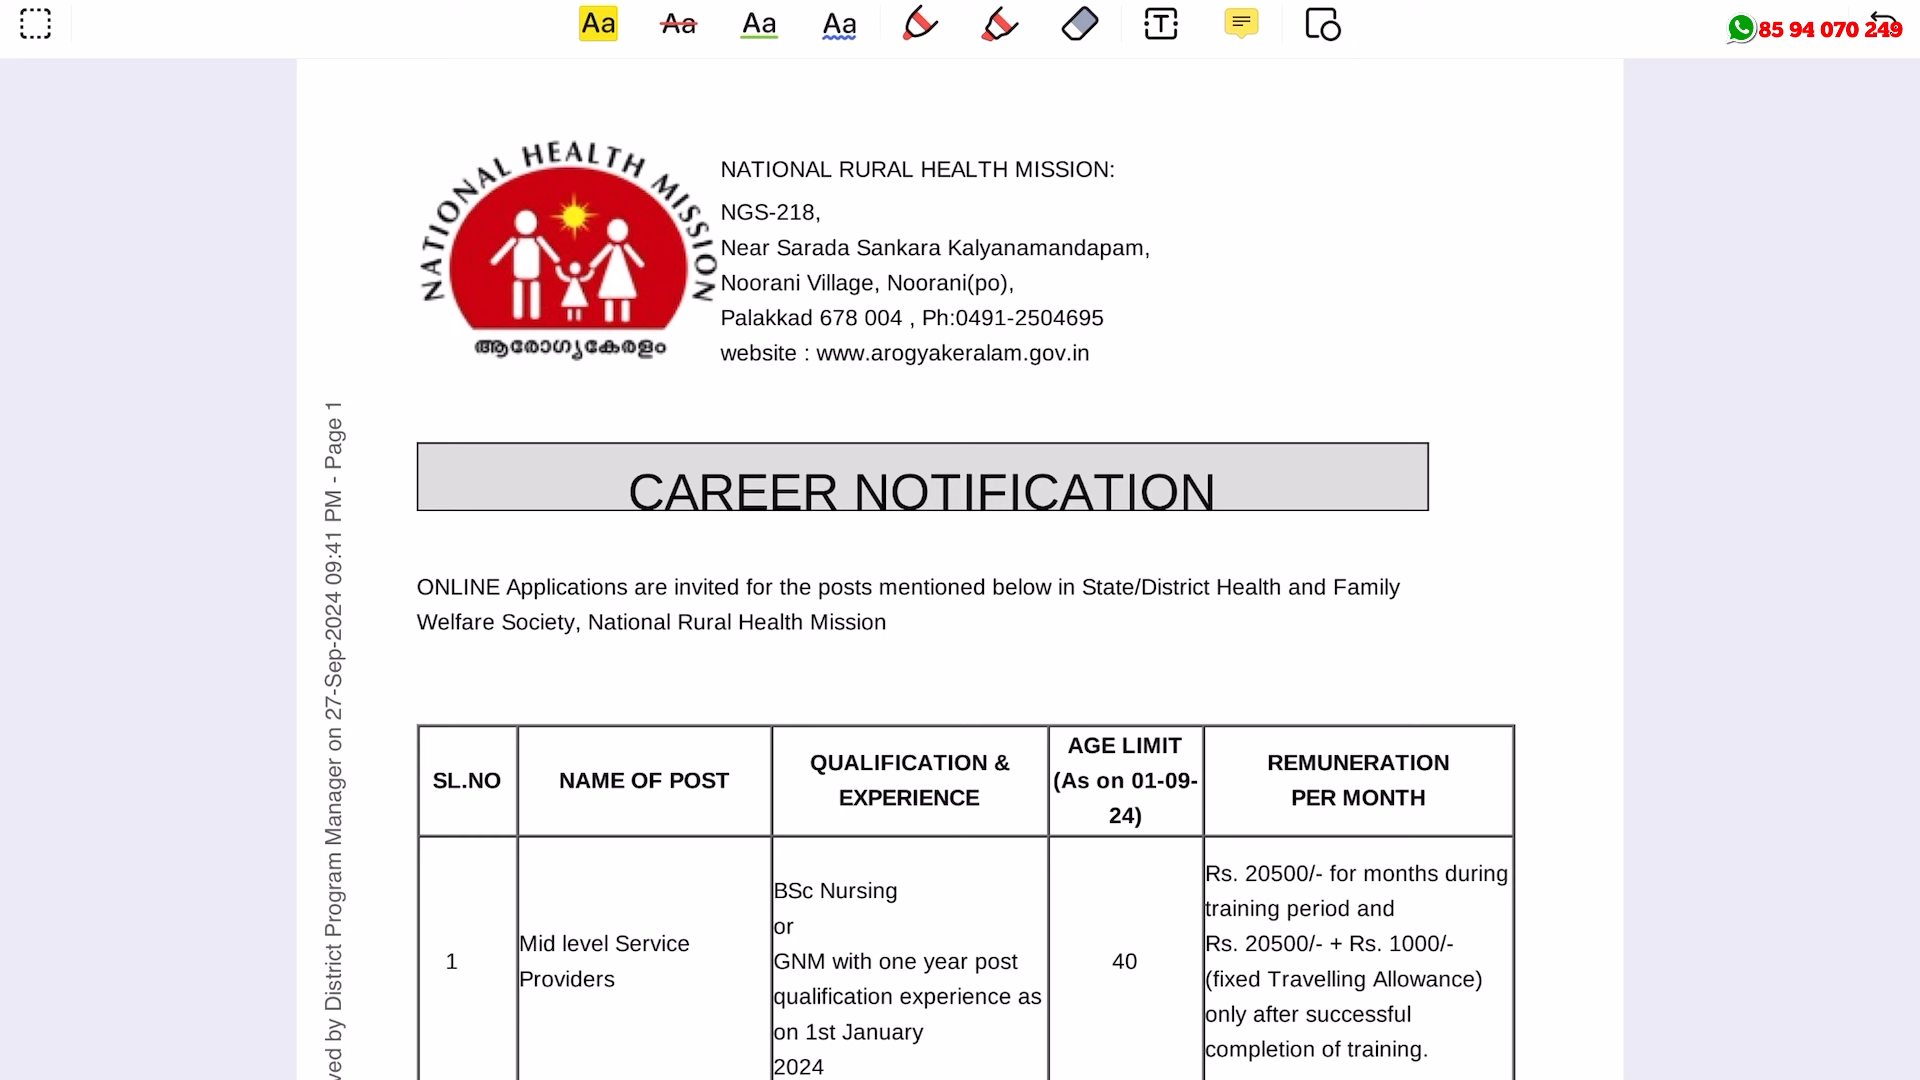 Aa Aa Aa Aa T
85 94 070 249
NATIONAL HEALTH MISSION
ആരോഗ്യകേരളം
NATIONAL RURAL HEALTH MISSION:
NGS-218,
Near Sarada Sankara Kalyanamandapam,
Noorani Village, Noorani(po),
Palakkad 678 004 , Ph:0491-2504695
website : www.arogyakeralam.gov.in
ved by District Program Manager on 27-Sep-2024 09:41 PM - Page 1
CAREER NOTIFICATION
ONLINE Applications are invited for the posts mentioned below in State/District Health and Family
Welfare Society, National Rural Health Mission
SL.NO
NAME OF POST
QUALIFICATION &
EXPERIENCE
AGE LIMIT
(As on 01-09-
24)
REMUNERATION
PER MONTH
1
Mid level Service
Providers
BSc Nursing
or
GNM with one year post
qualification experience as
on 1st January
2024
40
Rs. 20500/- for months during
training period and
Rs. 20500/- + Rs. 1000/-
(fixed Travelling Allowance)
only after successful
completion of training.